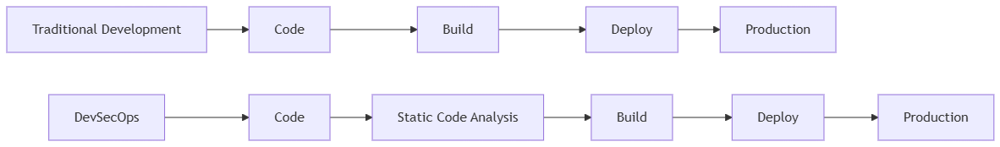 Traditional Development
Code
Build
Deploy
Production
DevSecOps
Code
Static Code Analysis
Build
Deploy
Production